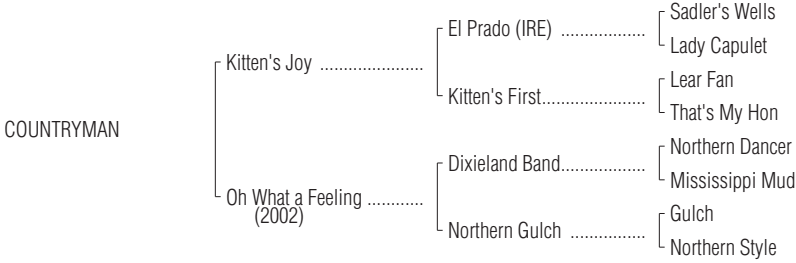 Sadler's Wells
El Prado (IRE) ..................
Lady Capulet
Kitten's Joy ......................
Lear Fan
Kitten's First......................
That's My Hon
COUNTRYMAN
Northern Dancer
Dixieland Band..................
Mississippi Mud
Oh What a Feeling ............
(2002)
Gulch
Northern Gulch ................
Northern Style